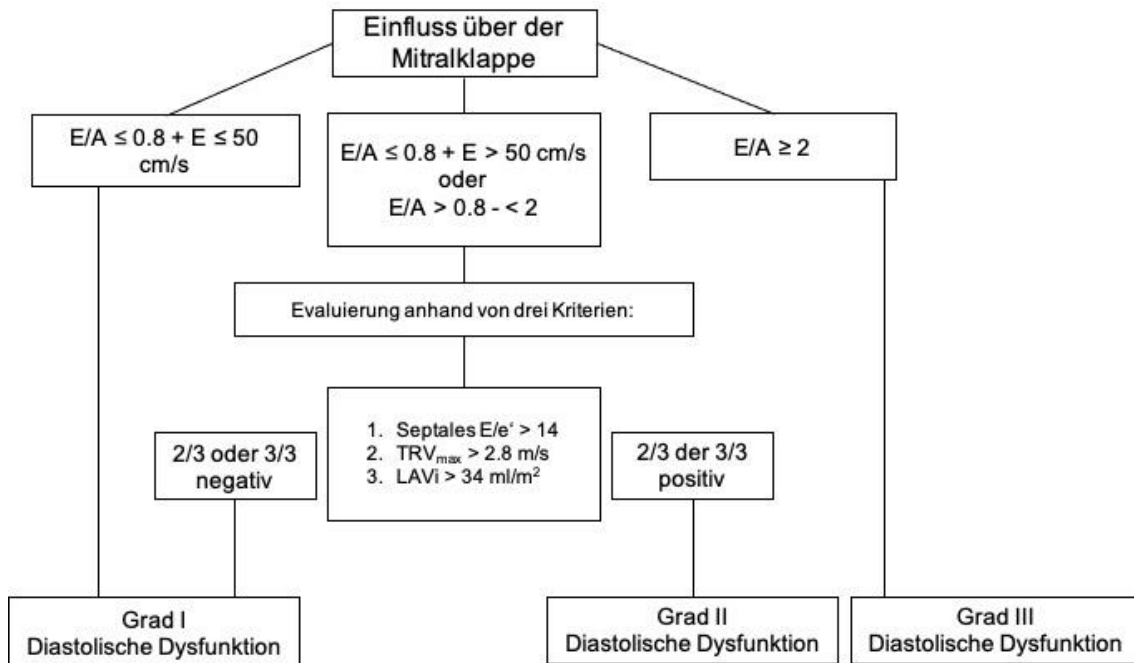 Einfluss über der
Mitralklappe
E/A ≤ 0.8 + E ≤ 50
cm/s
E/A ≤ 0.8 + E > 50 cm/s
oder
E/A > 0.8 - < 2
E/A ≥ 2
Evaluierung anhand von drei Kriterien:
2/3 oder 3/3
negativ
1. Septales E/e‘ > 14
2. TRVmax > 2.8 m/s
3. LAVi > 34 ml/m²
2/3 der 3/3
positiv
Grad I
Diastolische Dysfunktion
Grad II
Diastolische Dysfunktion
Grad III
Diastolische Dysfunktion